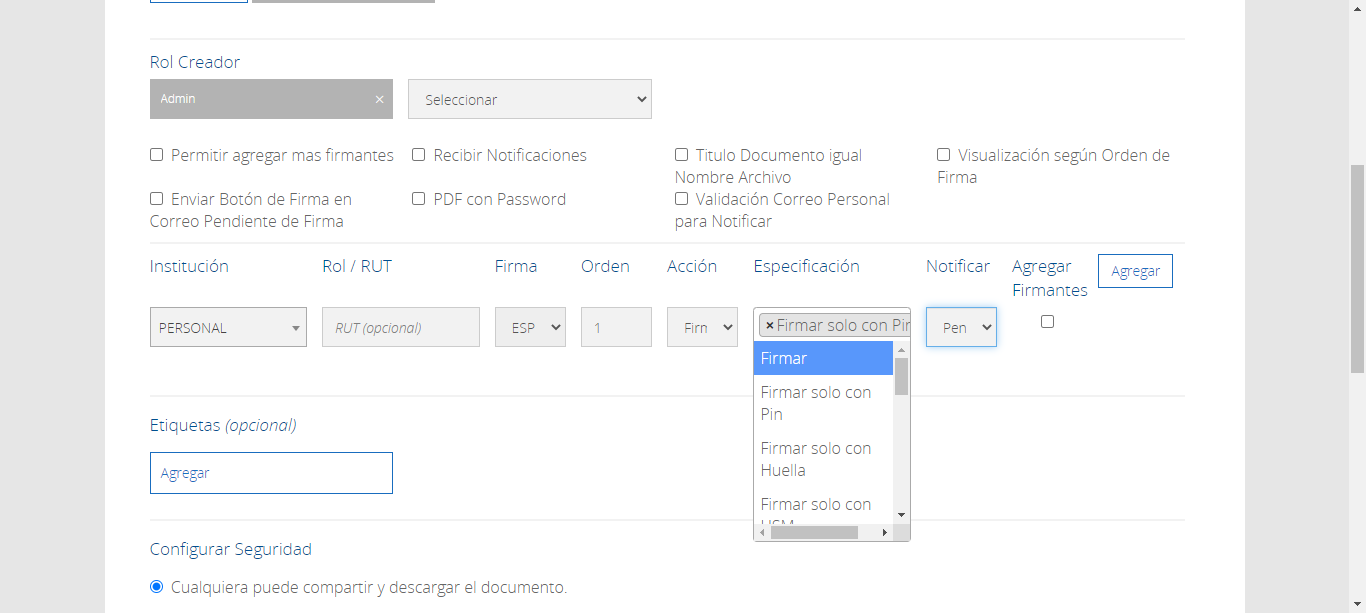 Rol Creador
Admin ×
Seleccionar
Permitir agregar mas firmantes
Recibir Notificaciones
Titulo Documento igual
Nombre Archivo
Visualización según Orden de
Firma
Enviar Botón de Firma en
Correo Pendiente de Firma
PDF con Password
Validación Correo Personal
para Notificar
Institución
Rol / RUT
Firma
Orden
Acción
Especificación
Notificar
Agregar
Firmantes
Agregar
PERSONAL
RUT (opcional)
ESP
1
Firn
× Firmar solo con Pin
Pen
Firmar
Firmar solo con
Pin
Firmar solo con
Huella
Firmar solo con
HSM
Etiquetas (opcional)
Agregar
Configurar Seguridad
Cualquiera puede compartir y descargar el documento.